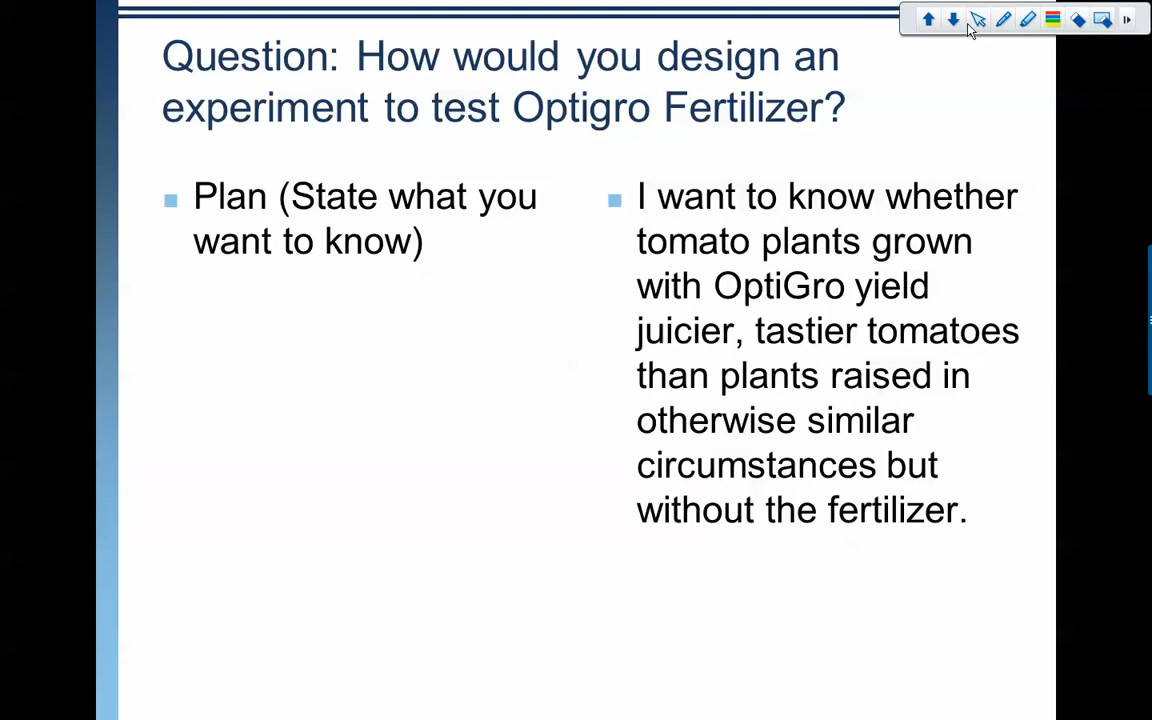 Question: How would you design an
experiment to test Optigro Fertilizer?
Plan (State what you
want to know)
I want to know whether
tomato plants grown
with OptiGro yield
juicier, tastier tomatoes
than plants raised in
otherwise similar
circumstances but
without the fertilizer.